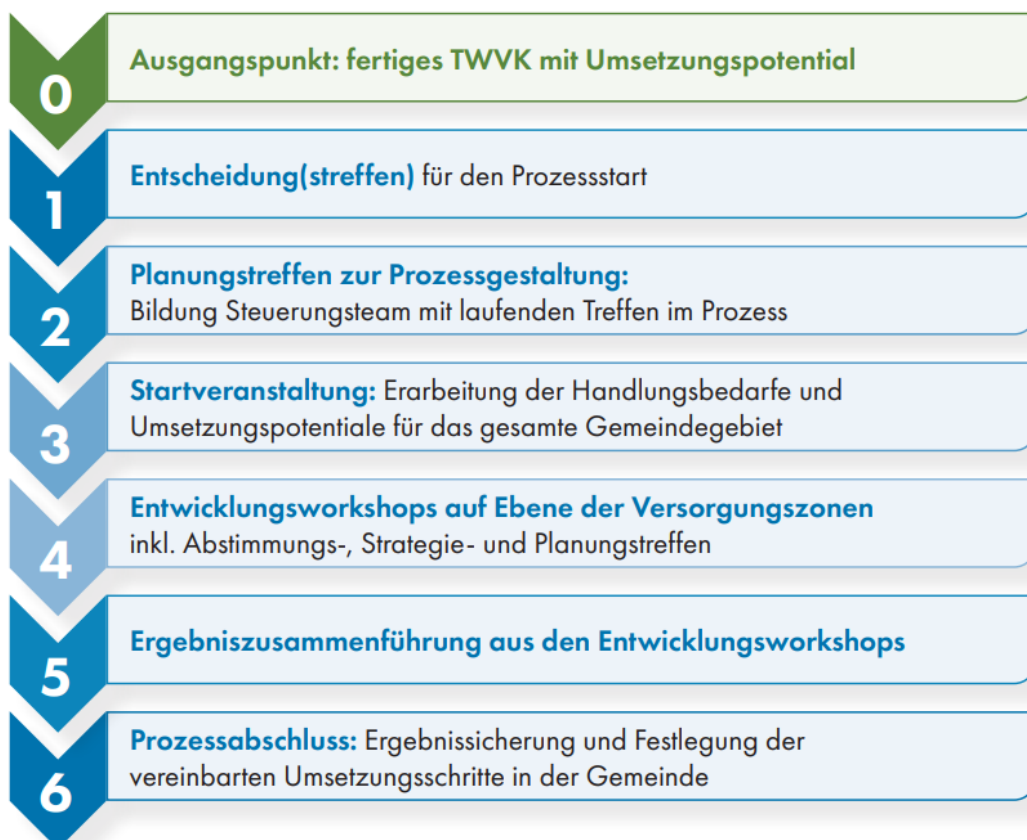 0
Ausgangspunkt: fertiges TWVK mit Umsetzungspotential
1
Entscheidung(streffen) für den Prozessstart
2
Planungstreffen zur Prozessgestaltung:
Bildung Steuerungsteam mit laufenden Treffen im Prozess
3
Startveranstaltung: Erarbeitung der Handlungsbedarfe und
Umsetzungspotentiale für das gesamte Gemeindegebiet
4
Entwicklungsworkshops auf Ebene der Versorgungszonen
inkl. Abstimmungs-, Strategie- und Planungstreffen
5
Ergebniszusammenführung aus den Entwicklungsworkshops
6
Prozessabschluss: Ergebnissicherung und Festlegung der
vereinbarten Umsetzungsschritte in der Gemeinde